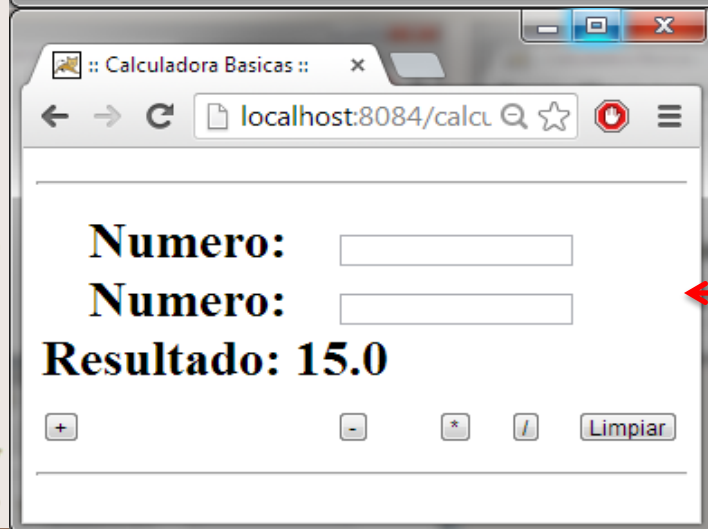 :: Calculadora Basicas ::
localhost:8084/calcu
Numero:
Numero:
Resultado: 15.0
+ - * / Limpiar